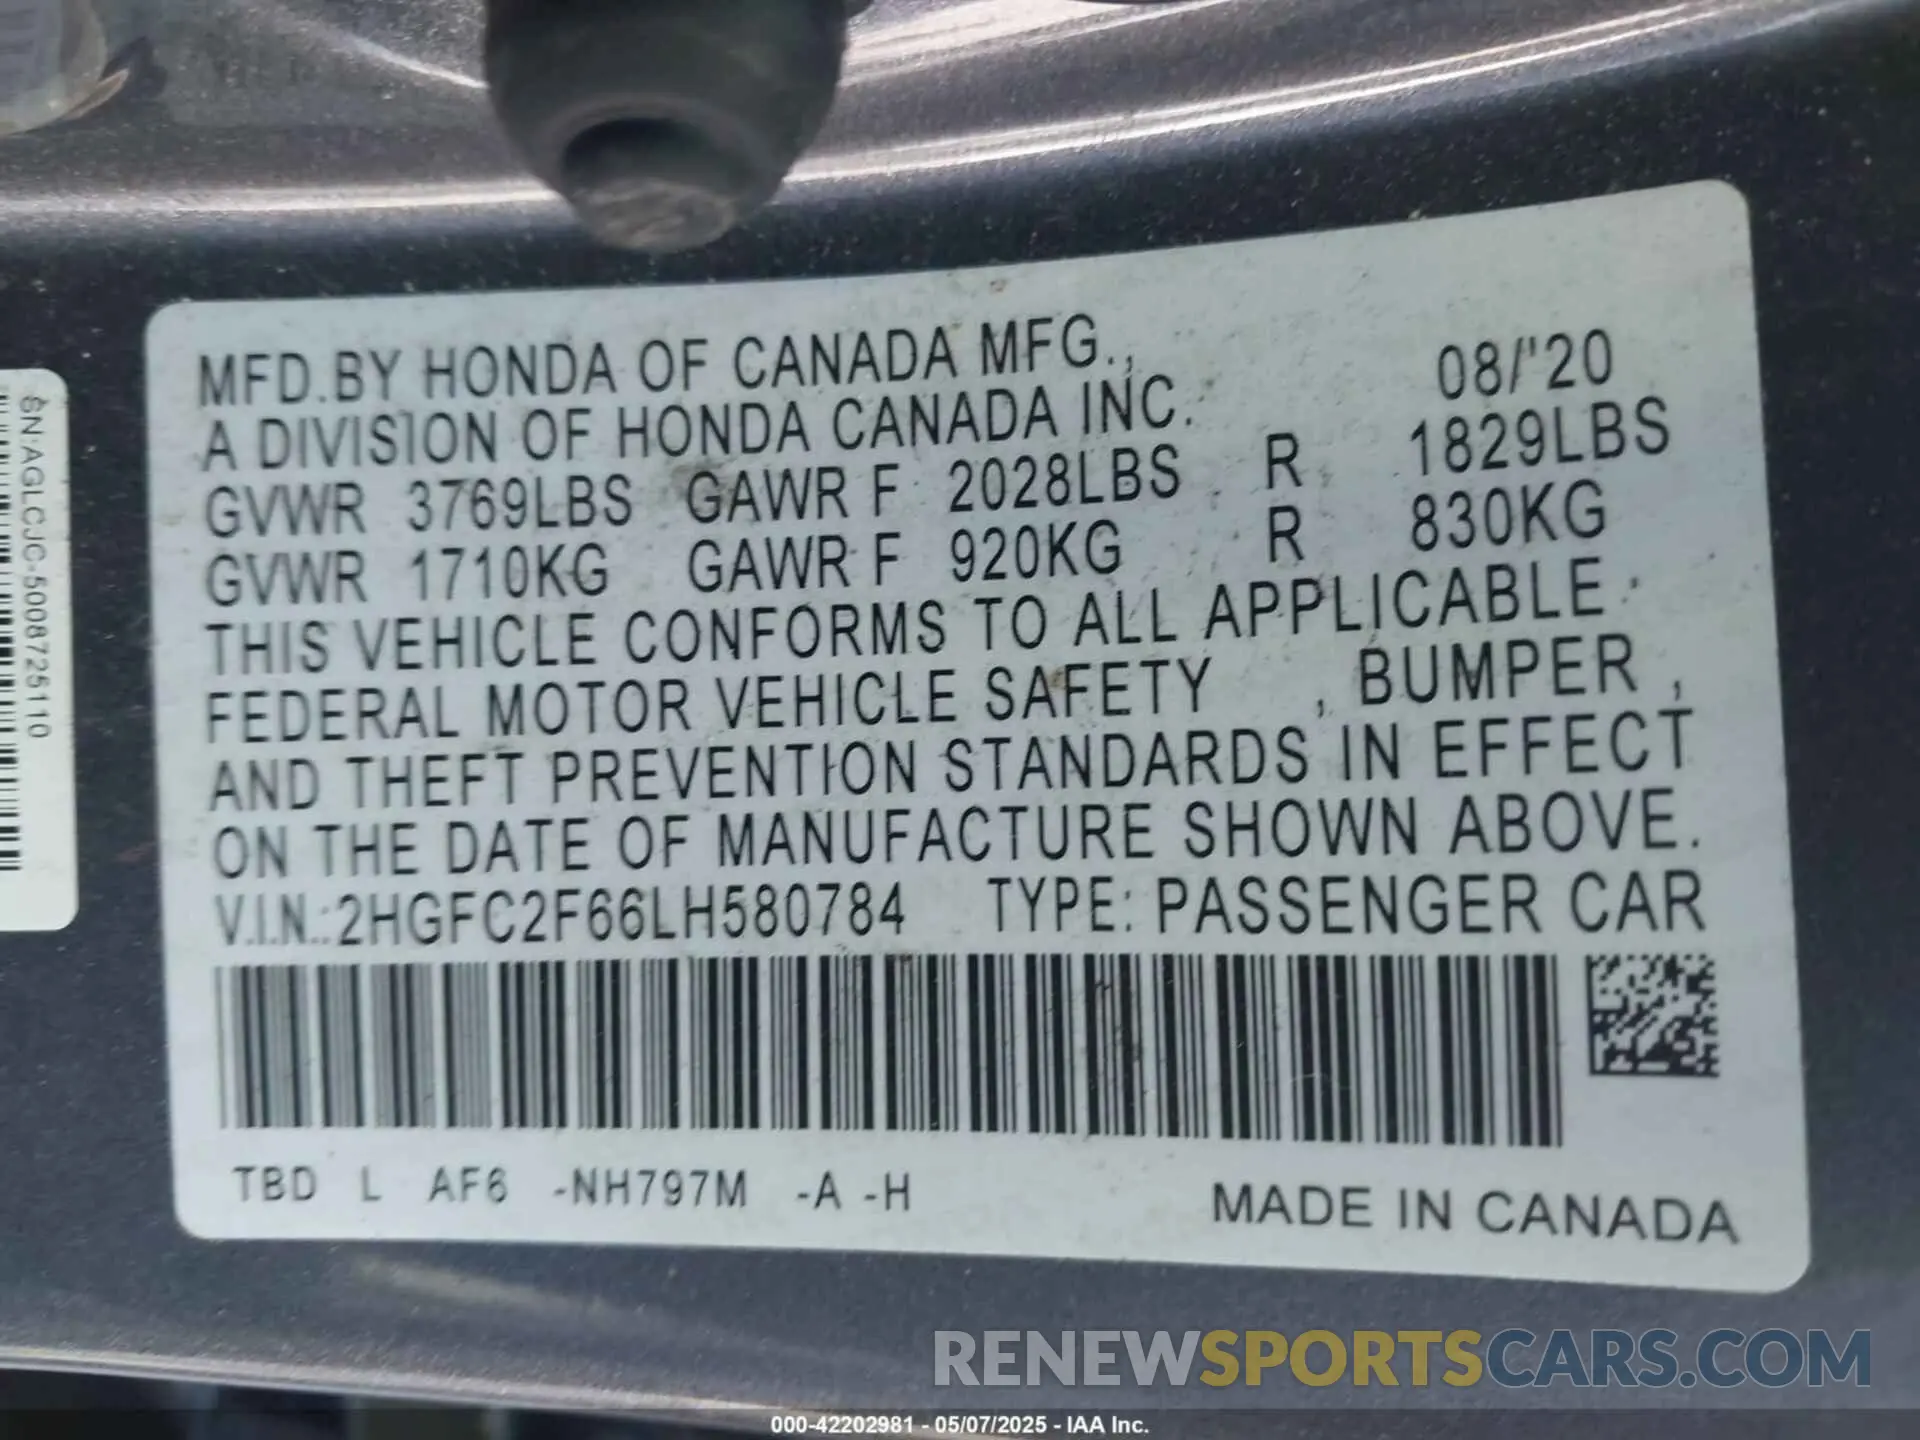 MFD.BY HONDA OF CANADA MFG., 08/'20
A DIVISION OF HONDA CANADA INC.
GVWR 3769LBS GAWR F 2028LBS R 1829LBS
GVWR 1710KG GAWR F 920KG R 830KG
THIS VEHICLE CONFORMS TO ALL APPLICABLE
FEDERAL MOTOR VEHICLE SAFETY , BUMPER ,
AND THEFT PREVENTION STANDARDS IN EFFECT
ON THE DATE OF MANUFACTURE SHOWN ABOVE.
V.I.N.:2HGFC2F66LH580784 TYPE: PASSENGER CAR
TBD L AF6 -NH797M -A -H MADE IN CANADA
SN:AGLCJC-5008725110
RENEWSPORTSCARS.COM
000-42202981 - 05/07/2025 - IAA Inc.